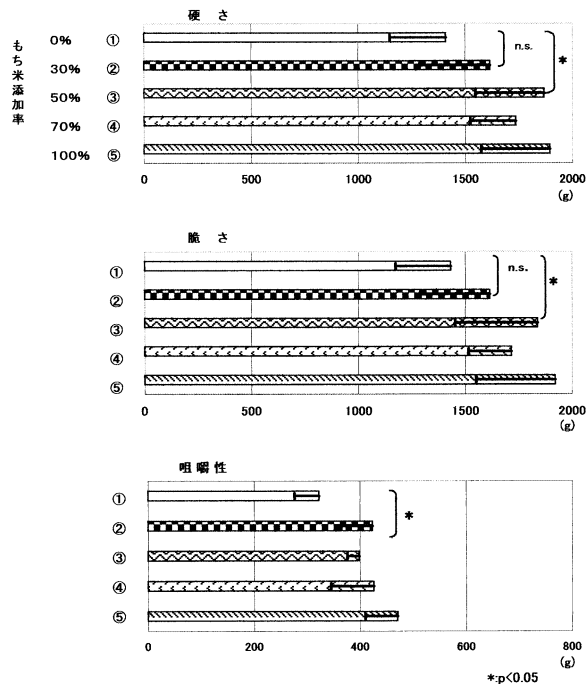 硬 さ
もち米添加率
0% ①
30% ②
50% ③
70% ④
100% ⑤
n.s.
*
0 500 1000 1500 2000
(g)
脆 さ
①
②
③
④
⑤
n.s.
*
0 500 1000 1500 2000
(g)
咀嚼性
①
②
③
④
⑤
*
0 200 400 600 800
(g)
*:p<0.05